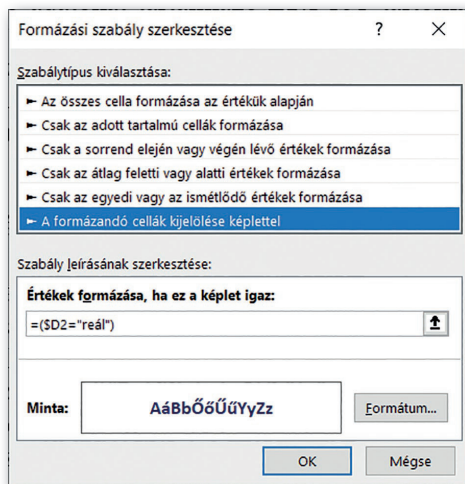 Formázási szabály szerkesztése ? ×
Szabálytípus kiválasztása:
► Az összes cella formázása az értékük alapján
► Csak az adott tartalmú cellák formázása
► Csak a sorrend elején vagy végén lévő értékek formázása
► Csak az átlag feletti vagy alatti értékek formázása
► Csak az egyedi vagy az ismétlődő értékek formázása
► A formázandó cellák kijelölése képlettel
Szabály leírásának szerkesztése:
Értékek formázása, ha ez a képlet igaz:
=($D2="reál")
Minta: AáBbŐőŰűYyZz Formátum...
OK Mégse